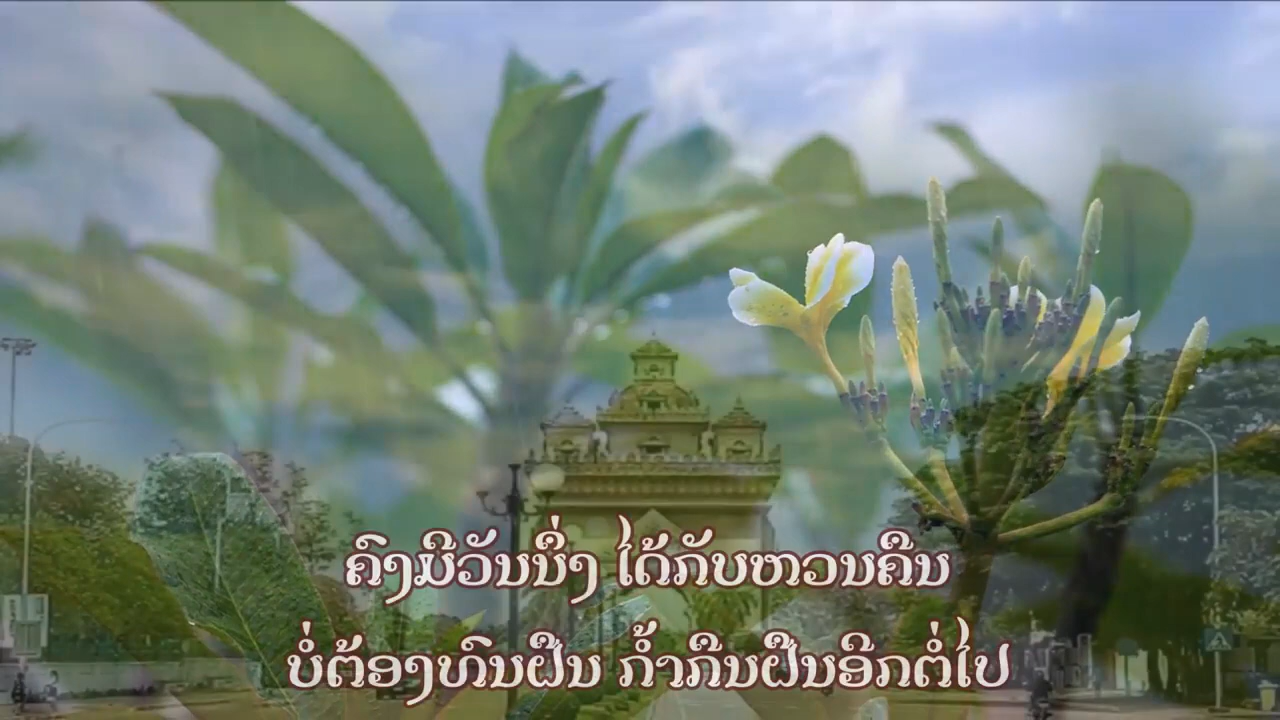 ຄົງມີວັນນຶ່ງ ໄດ້ກັບຫວນຄືນ
ບໍ່ຕ້ອງທົນຝືນ ກ້ຳກືນຝືນອີກຕໍ່ໄປ